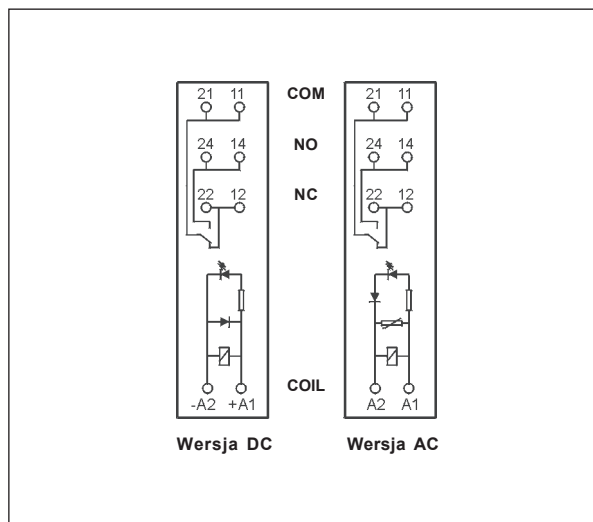 21 11 COM 21 11
24 14 NO 24 14
22 12 NC 22 12
COIL
-A2 +A1 A2 A1
Wersja DC Wersja AC